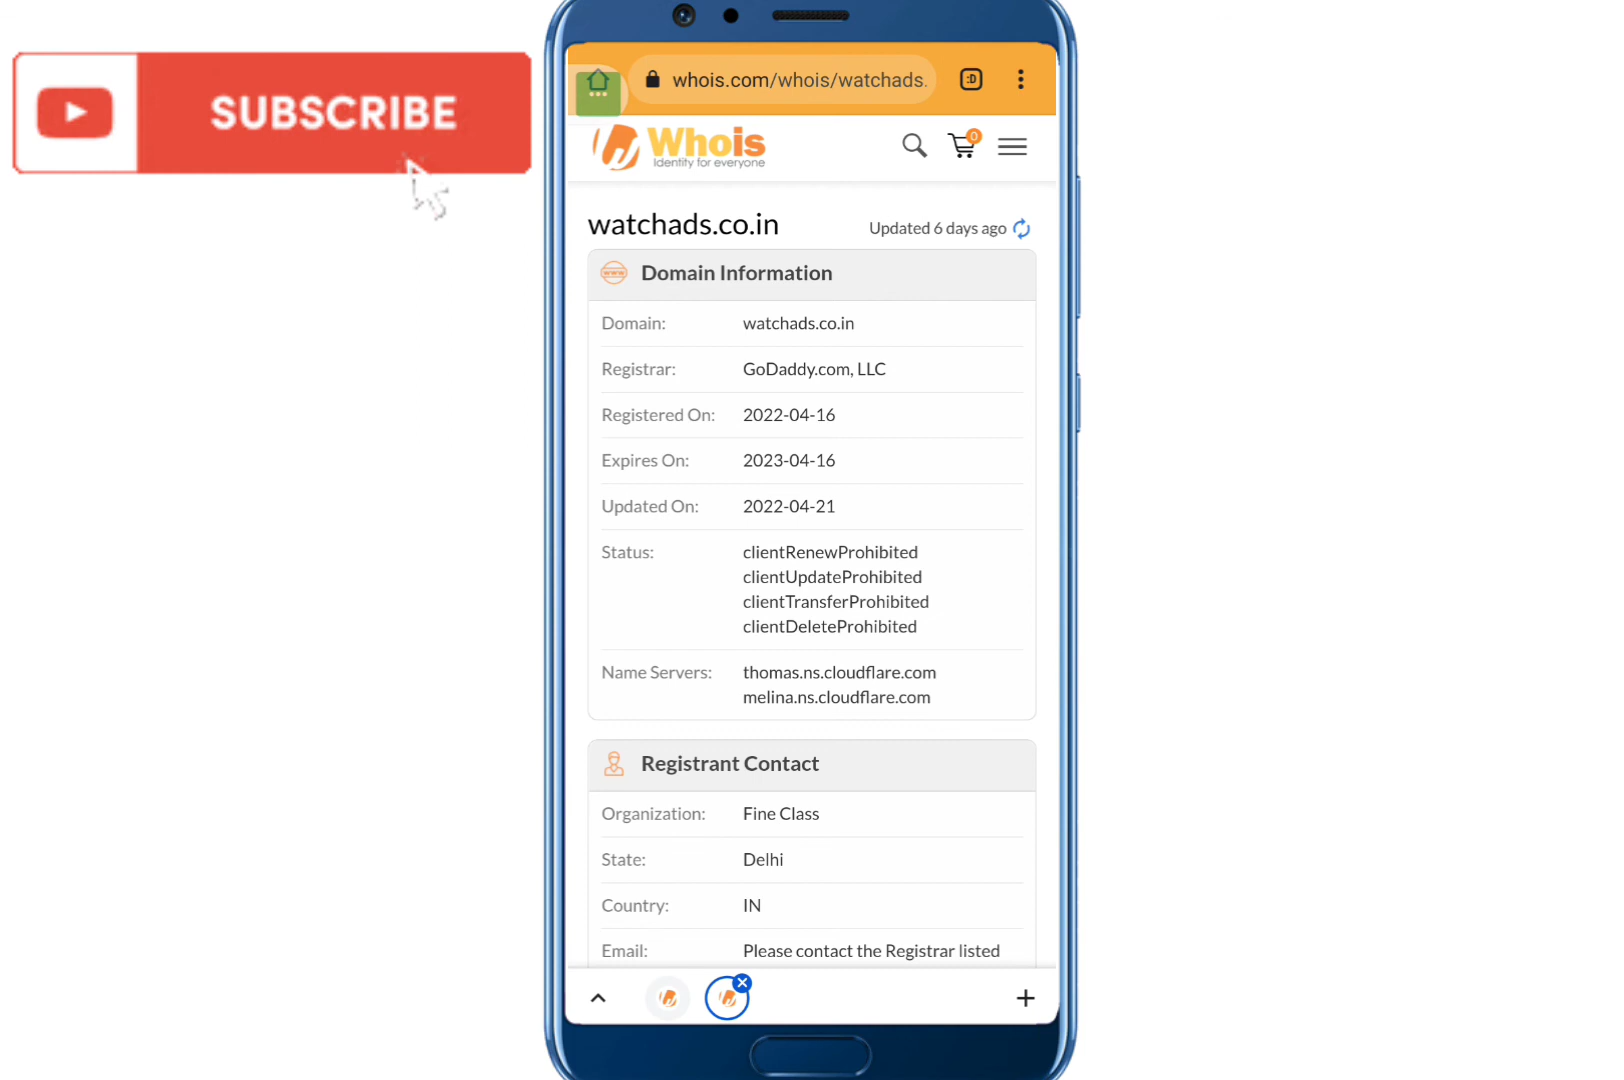 SUBSCRIBE
whois.com/whois/watchads.
:D
Whois
Identity for everyone
0
watchads.co.in
Updated 6 days ago
www
Domain Information
Domain: watchads.co.in
Registrar: GoDaddy.com, LLC
Registered On: 2022-04-16
Expires On: 2023-04-16
Updated On: 2022-04-21
Status: clientRenewProhibited
clientUpdateProhibited
clientTransferProhibited
clientDeleteProhibited
Name Servers: thomas.ns.cloudflare.com
melina.ns.cloudflare.com
Registrant Contact
Organization: Fine Class
State: Delhi
Country: IN
Email: Please contact the Registrar listed